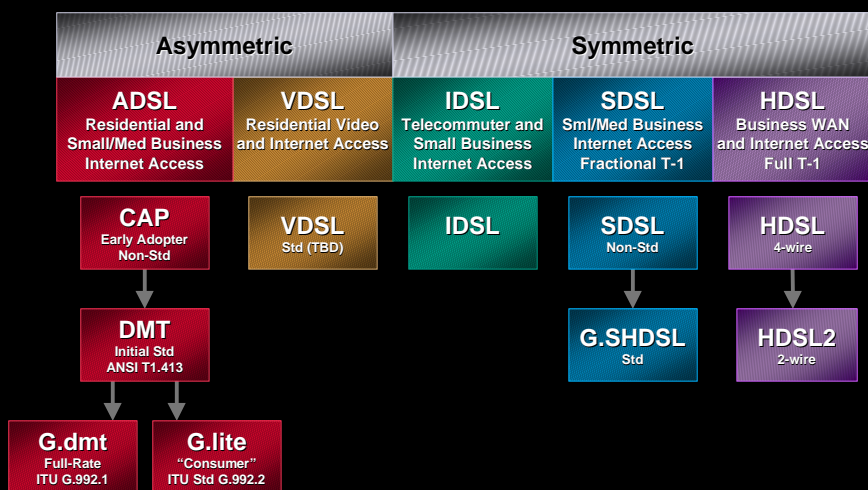 Asymmetric
Symmetric
ADSL
Residential and
Small/Med Business
Internet Access
VDSL
Residential Video
and Internet Access
IDSL
Telecommuter and
Small Business
Internet Access
SDSL
Sml/Med Business
Internet Access
Fractional T-1
HDSL
Business WAN
and Internet Access
Full T-1
CAP
Early Adopter
Non-Std
VDSL
Std (TBD)
IDSL
SDSL
Non-Std
HDSL
4-wire
DMT
Initial Std
ANSI T1.413
G.SHDSL
Std
HDSL2
2-wire
G.dmt
Full-Rate
ITU G.992.1
G.lite
“Consumer”
ITU Std G.992.2